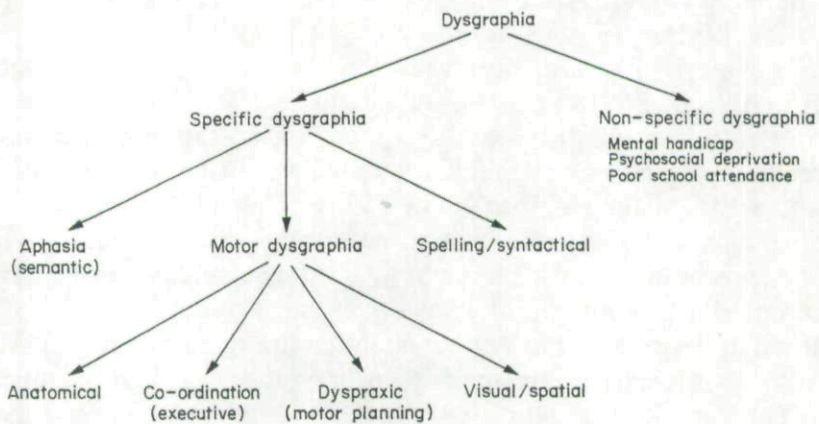 Dysgraphia
Specific dysgraphia
Non-specific dysgraphia
Mental handicap
Psychosocial deprivation
Poor school attendance
Aphasia
(semantic)
Motor dysgraphia
Spelling/syntactical
Anatomical
Co-ordination
(executive)
Dyspraxic
(motor planning)
Visual/spatial